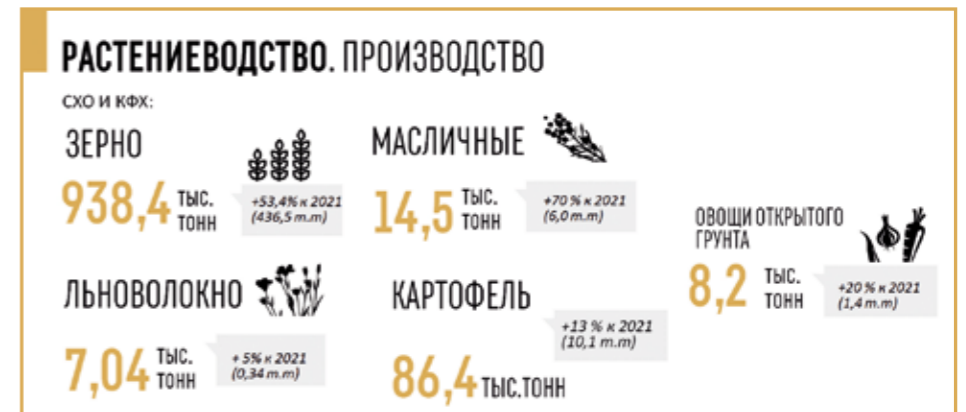 РАСТЕНИЕВОДСТВО. ПРОИЗВОДСТВО
СХО И КФХ:
ЗЕРНО
938,4 ТЫС. ТОНН
+53,4% к 2021
(436,5 т.т)
МАСЛИЧНЫЕ
14,5 ТЫС. ТОНН
+70 % к 2021
(6,0 т.т)
ОВОЩИ ОТКРЫТОГО
ГРУНТА
8,2 ТЫС. ТОНН
+20 % к 2021
(1,4 т.т)
ЛЬНОВОЛОКНО
7,04 ТЫС. ТОНН
+ 5% к 2021
(0,34 т.т)
КАРТОФЕЛЬ
+13 % к 2021
(10,1 т.т)
86,4 ТЫС.ТОНН